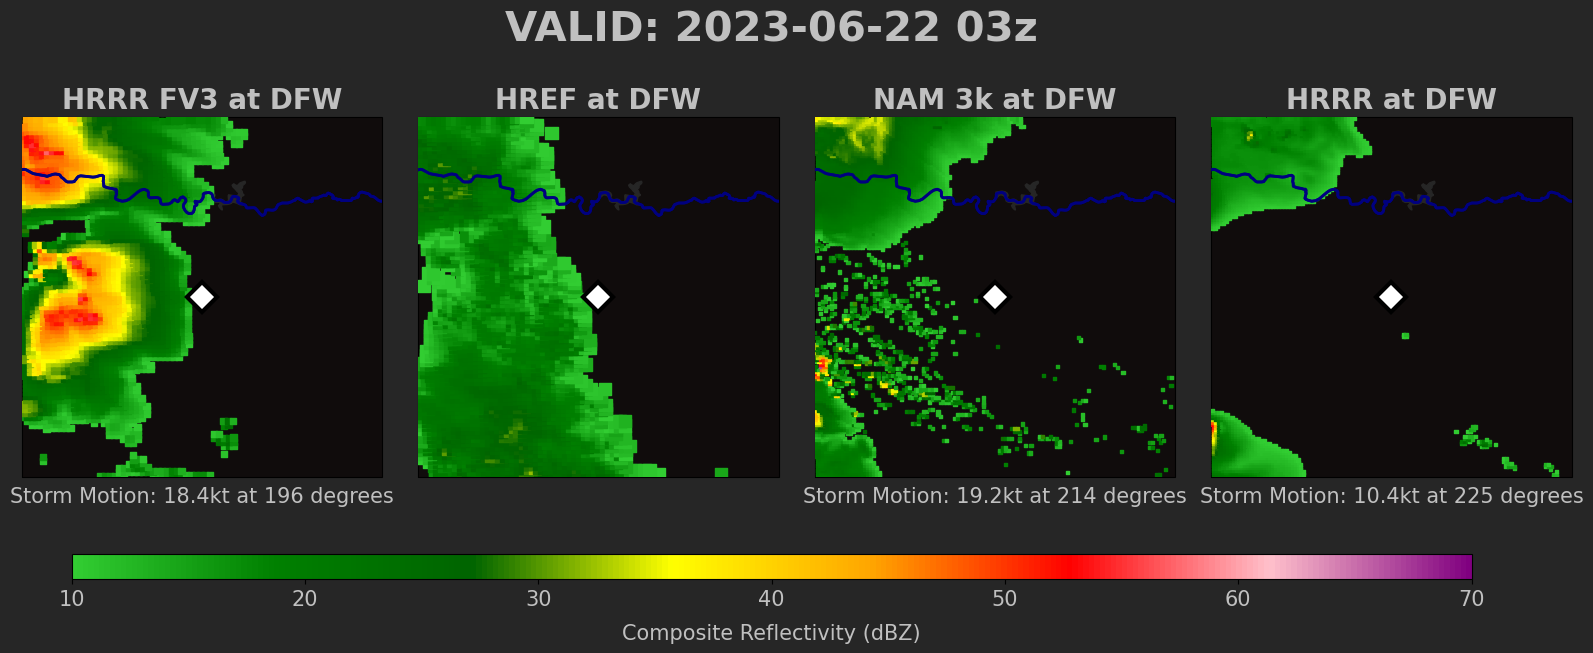 VALID: 2023-06-22 03z
HRRR FV3 at DFW
HREF at DFW
NAM 3k at DFW
HRRR at DFW
Storm Motion: 18.4kt at 196 degrees
Storm Motion: 19.2kt at 214 degrees
Storm Motion: 10.4kt at 225 degrees
10 20 30 40 50 60 70
Composite Reflectivity (dBZ)